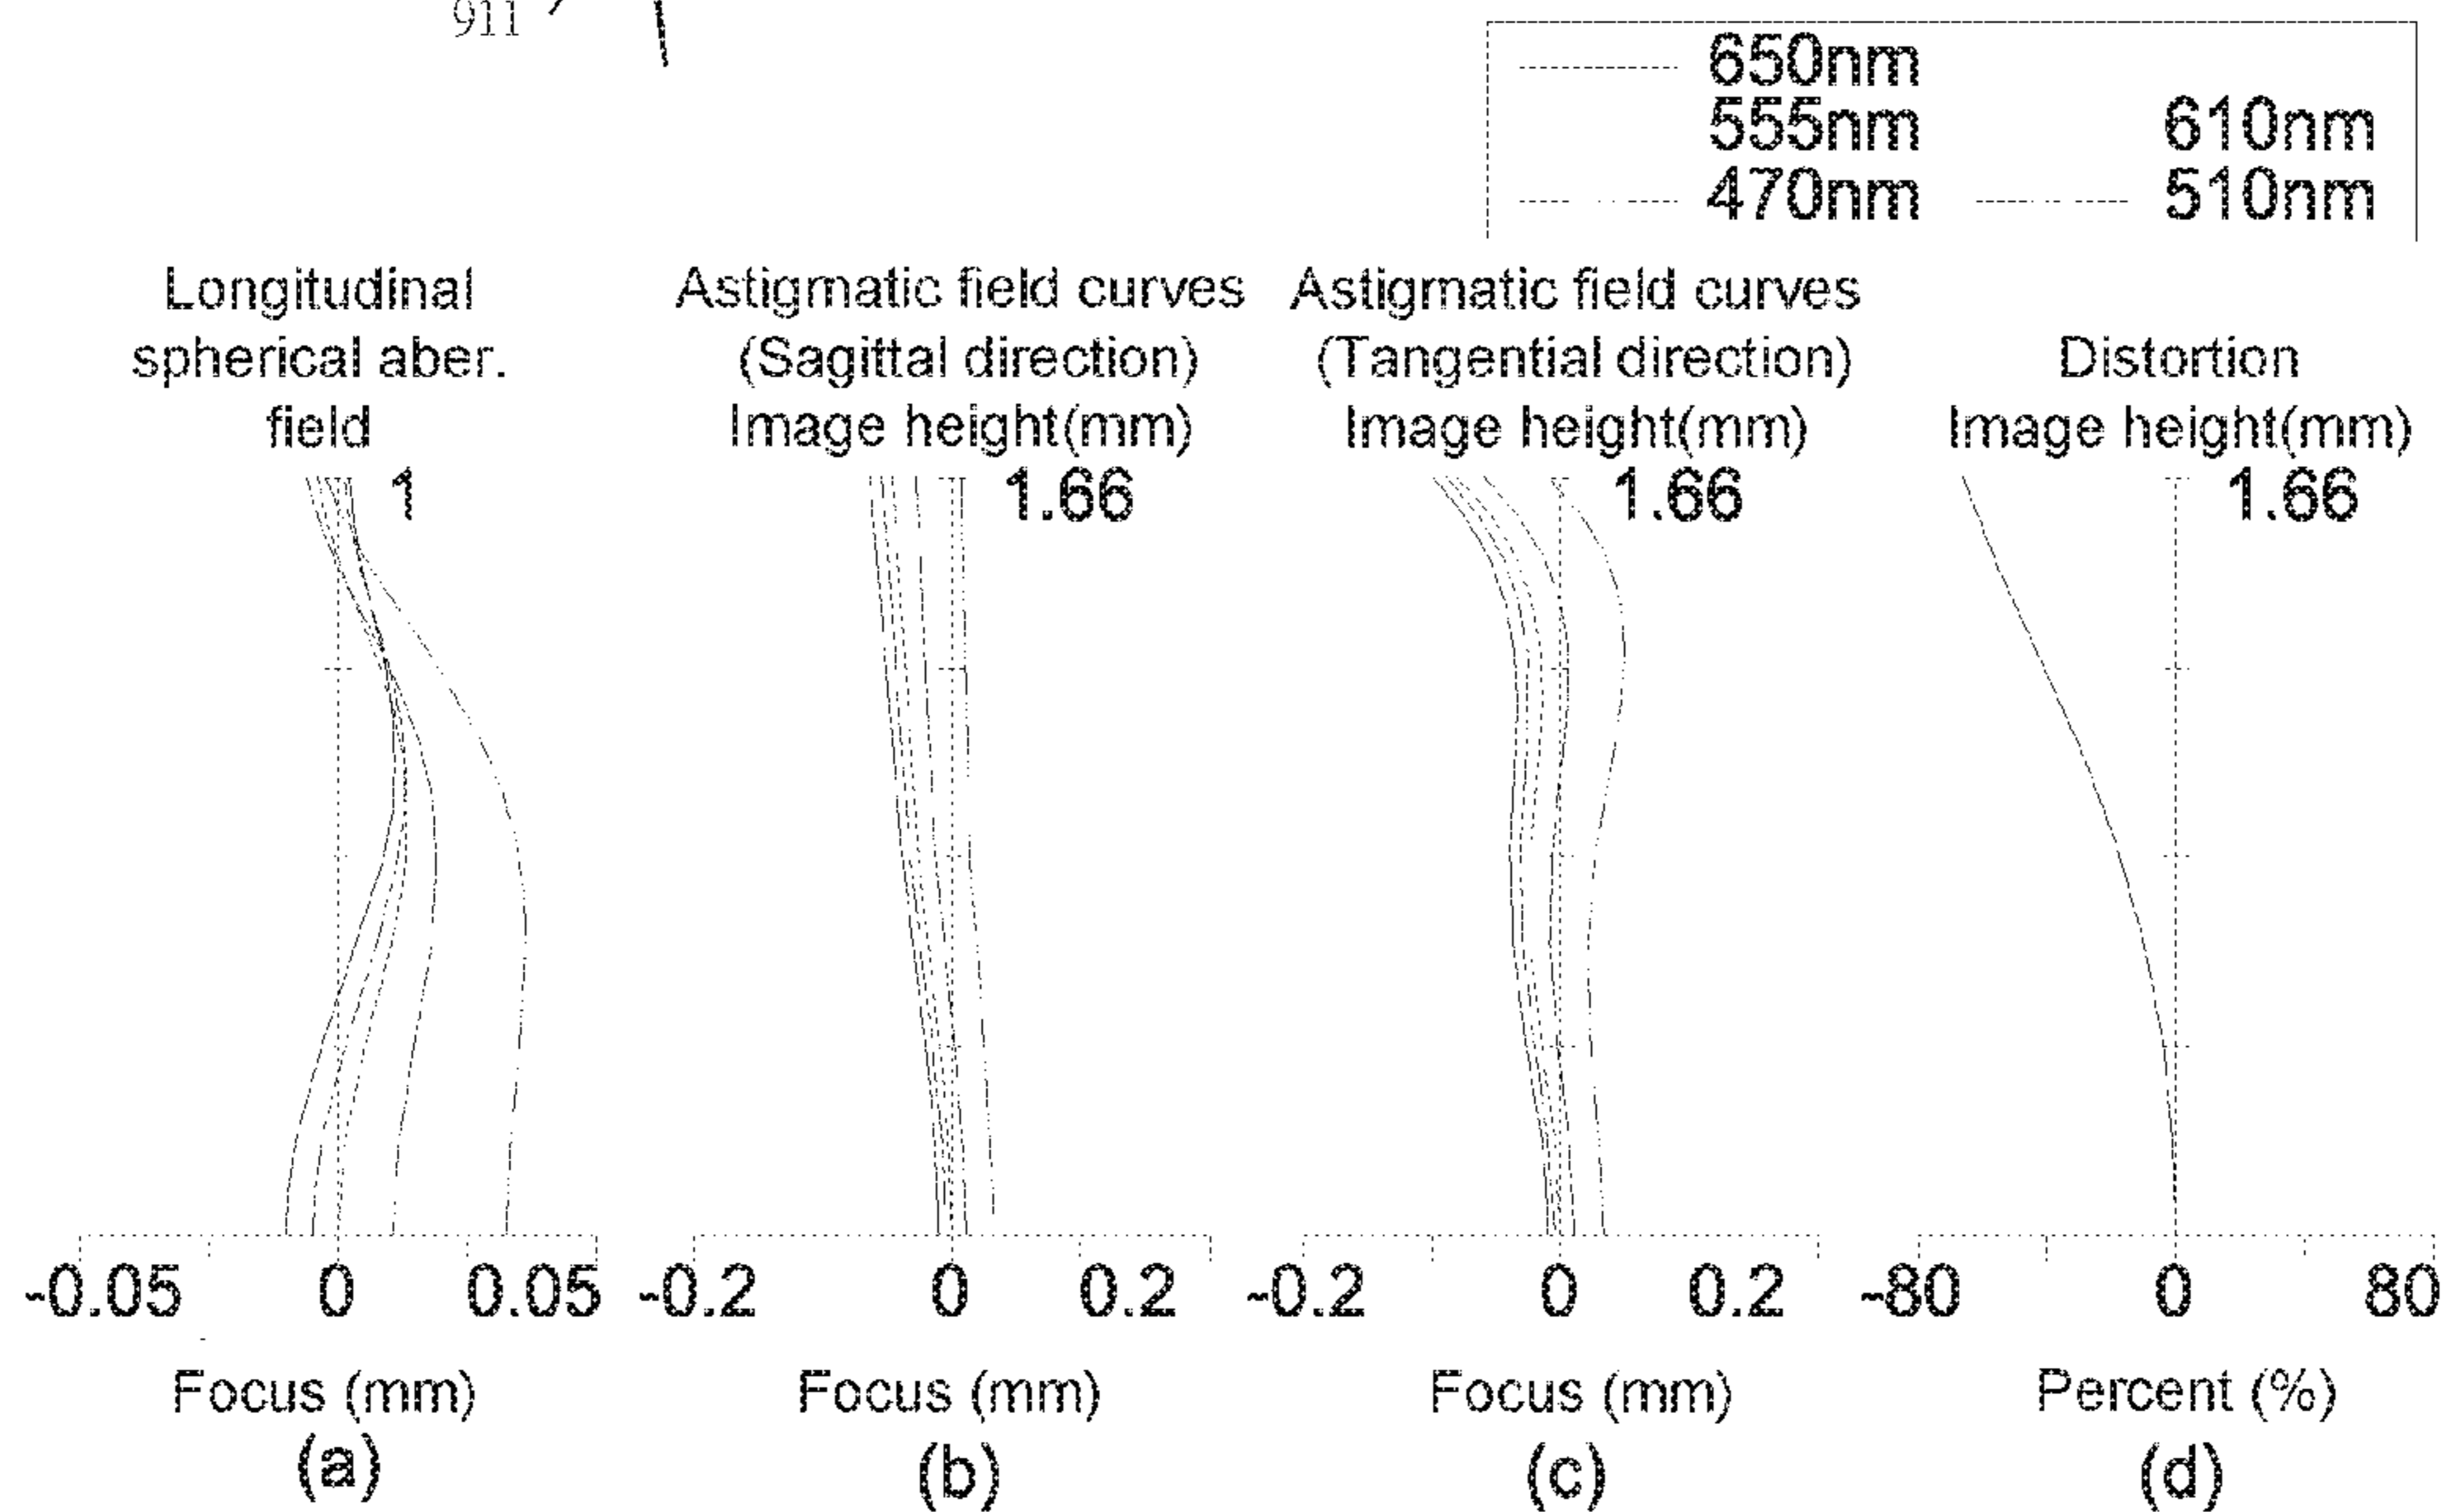 911
650nm
555nm 610nm
470nm 510nm
Longitudinal
spherical aber.
field
1
Astigmatic field curves
(Sagittal direction)
Image height(mm)
1.66
Astigmatic field curves
(Tangential direction)
Image height(mm)
1.66
Distortion
Image height(mm)
1.66
-0.05 0 0.05
-0.2 0 0.2
-0.2 0 0.2
-80 0 80
Focus (mm)
(a)
Focus (mm)
(b)
Focus (mm)
(c)
Percent (%)
(d)